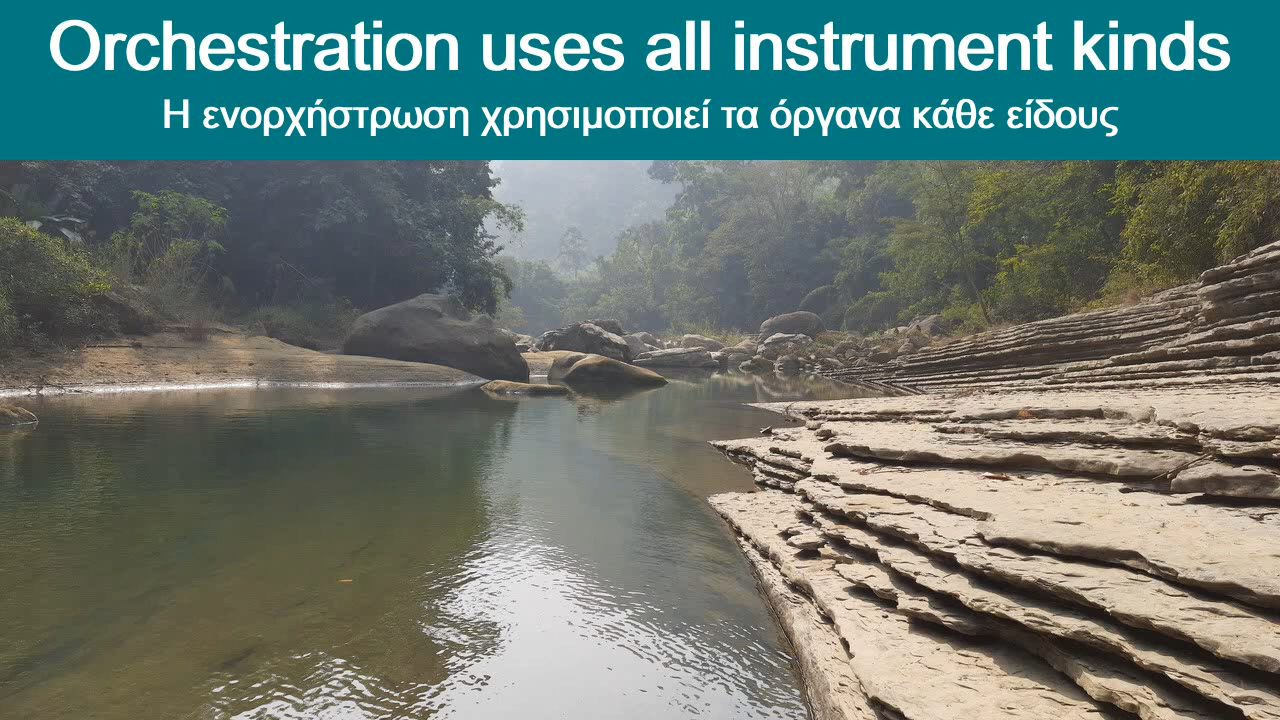 Orchestration uses all instrument kinds
Η ενορχήστρωση χρησιμοποιεί τα όργανα κάθε είδους